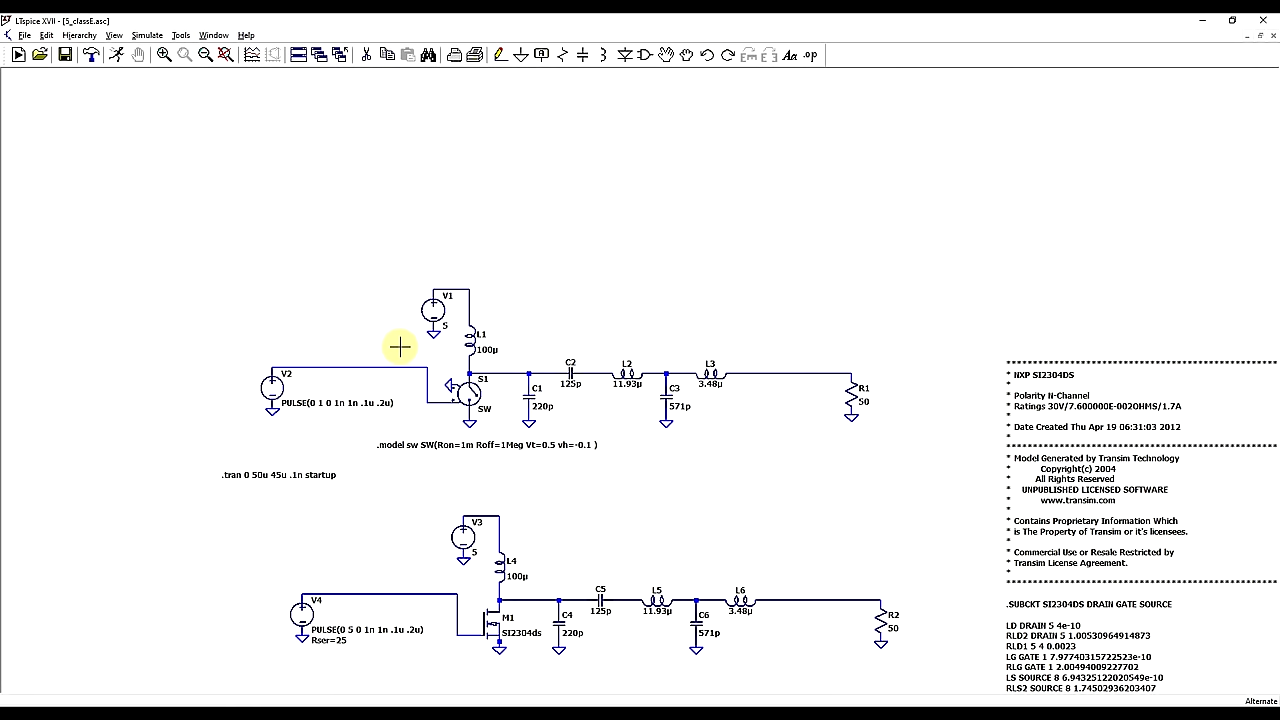 LTspice XVII - [5_classE.asc]
File Edit Hierarchy View Simulate Tools Window Help
Aa .op
V1
5
L1
100µ
V2
PULSE(0 1 0 1n 1n .1u .2u)
S1
SW
C1
220p
C2
125p
L2
11.93µ
C3
571p
L3
3.48µ
R1
50
.model sw SW(Ron=1m Roff=1Meg Vt=0.5 vh=-0.1 )
.tran 0 50u 45u .1n startup
V3
5
L4
100µ
V4
PULSE(0 5 0 1n 1n .1u .2u)
Rser=25
M1
SI2304ds
C4
220p
C5
125p
L5
11.93µ
C6
571p
L6
3.48µ
R2
50
* NXP SI2304DS
*
* Polarity N-Channel
* Ratings 30V/7.600000E-002OHMS/1.7A
*
* Date Created Thu Apr 19 06:31:03 2012
*
* Model Generated by Transim Technology
* Copyright(c) 2004
* All Rights Reserved
* UNPUBLISHED LICENSED SOFTWARE
* www.transim.com
*
* Contains Proprietary Information Which
* is The Property of Transim or it's licensees.
*
* Commercial Use or Resale Restricted by
* Transim License Agreement.
*
.SUBCKT SI2304DS DRAIN GATE SOURCE
LD DRAIN 5 4e-10
RLD2 DRAIN 5 1.00530964914873
RLD1 5 4 0.0023
LG GATE 1 7.97740315722523e-10
RLG GATE 1 2.00494009227702
LS SOURCE 8 6.94325122020549e-10
RLS2 SOURCE 8 1.74502936203407
Alternate